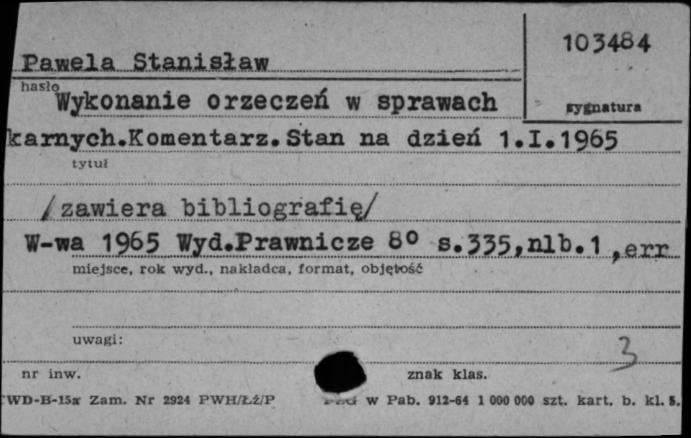 103484
Pawela Stanisław
hasło
Wykonanie orzeczeń w sprawach
sygnatura
karnych.Komentarz.Stan na dzień 1.I.1965
tytuł
/zawiera bibliografię/
W-wa 1965 Wyd.Prawnicze 8° s.335,nlb.1,err
miejsce, rok wyd., nakładca, format, objętość
uwagi:
3
nr inw. znak klas.
Zam. Nr 2924 PWH/Łź/P w Pab. 912-64 1 000 000 szt. kart. b. kl. 5.